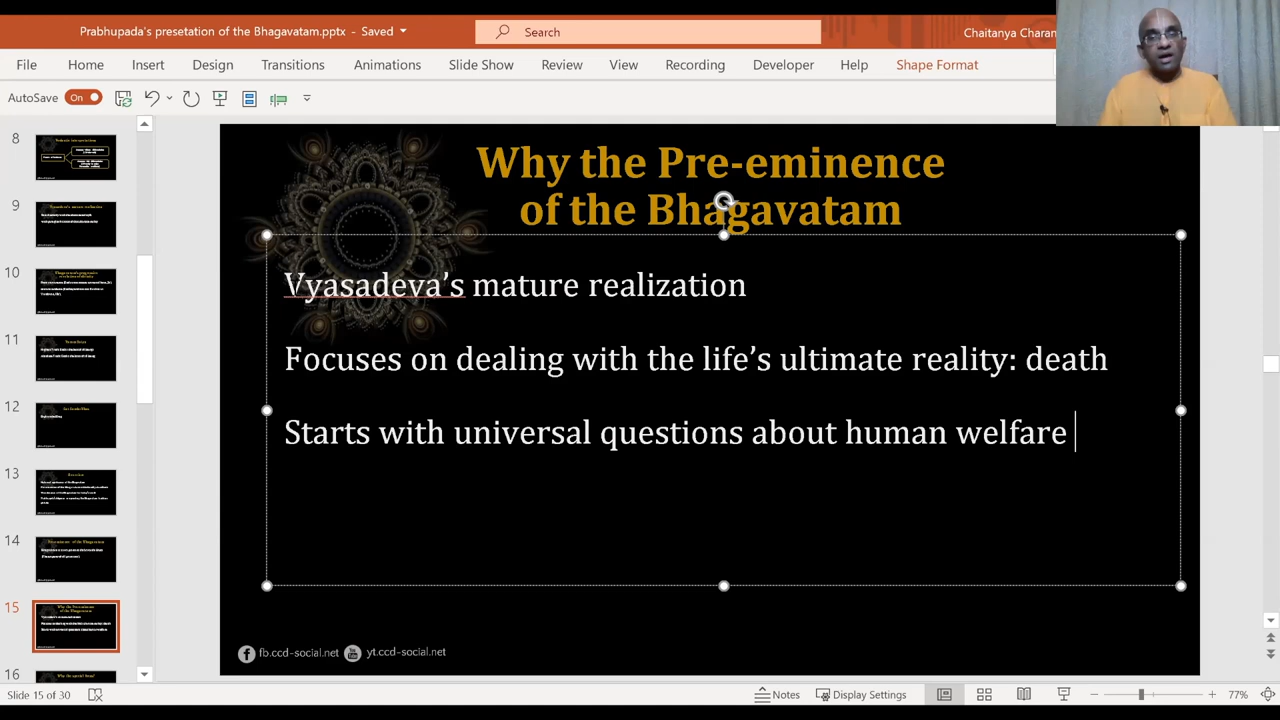 Prabhupada's presetation of the Bhagavatam.pptx - Saved
Search
Chaitanya Charan
File Home Insert Design Transitions Animations Slide Show Review View Recording Developer Help Shape Format
AutoSave On
8
9
10
11
12
13
14
15
16
Why the Pre-eminence
of the Bhagavatam
Vyasadeva's mature realization
Focuses on dealing with the life's ultimate reality: death
Starts with universal questions about human welfare
fb.ccd-social.net yt.ccd-social.net
Slide 15 of 30 Notes Display Settings 77%